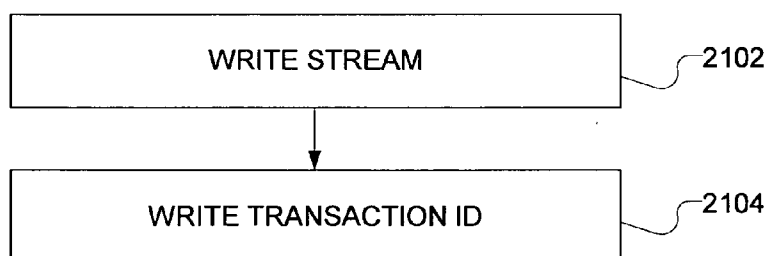 WRITE STREAM
2102
WRITE TRANSACTION ID
2104